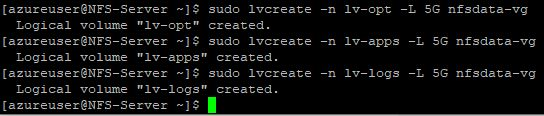 [azureuser@NFS-Server ~]$ sudo lvcreate -n lv-opt -L 5G nfsdata-vg
  Logical volume "lv-opt" created.
[azureuser@NFS-Server ~]$ sudo lvcreate -n lv-apps -L 5G nfsdata-vg
  Logical volume "lv-apps" created.
[azureuser@NFS-Server ~]$ sudo lvcreate -n lv-logs -L 5G nfsdata-vg
  Logical volume "lv-logs" created.
[azureuser@NFS-Server ~]$